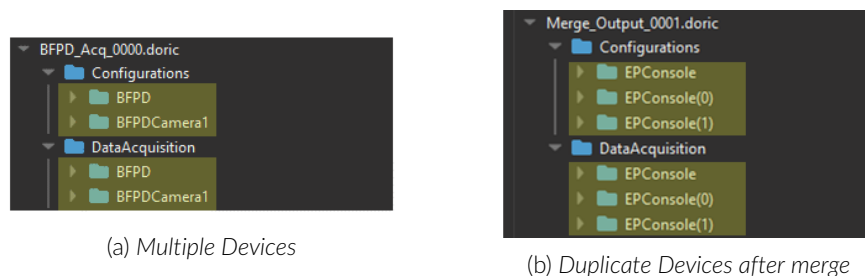 BFPD_Acq_0000.doric
Configurations
BFPD
BFPDCamera1
DataAcquisition
BFPD
BFPDCamera1
(a) Multiple Devices
Merge_Output_0001.doric
Configurations
EPConsole
EPConsole(0)
EPConsole(1)
DataAcquisition
EPConsole
EPConsole(0)
EPConsole(1)
(b) Duplicate Devices after merge